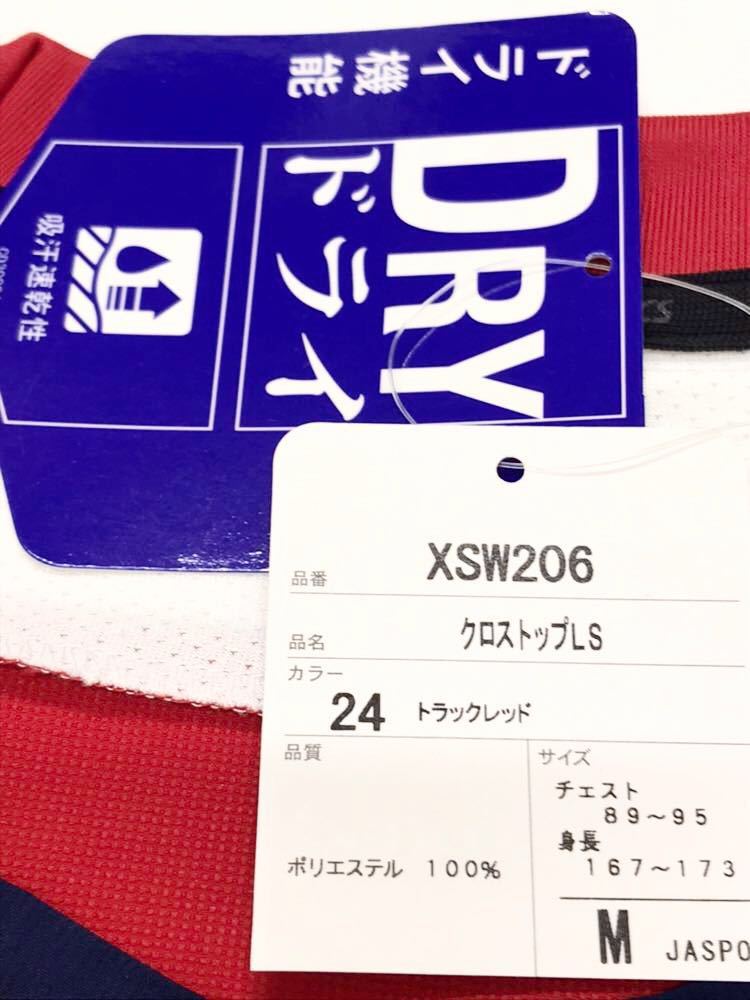 ドライ機能
DRY
ドライ
吸汗速乾性
品番 XSW206
品名 クロストップLS
カラー
24 トラックレッド
品質
ポリエステル 100%
サイズ
チェスト
89～95
身長
167～173
M JASPO